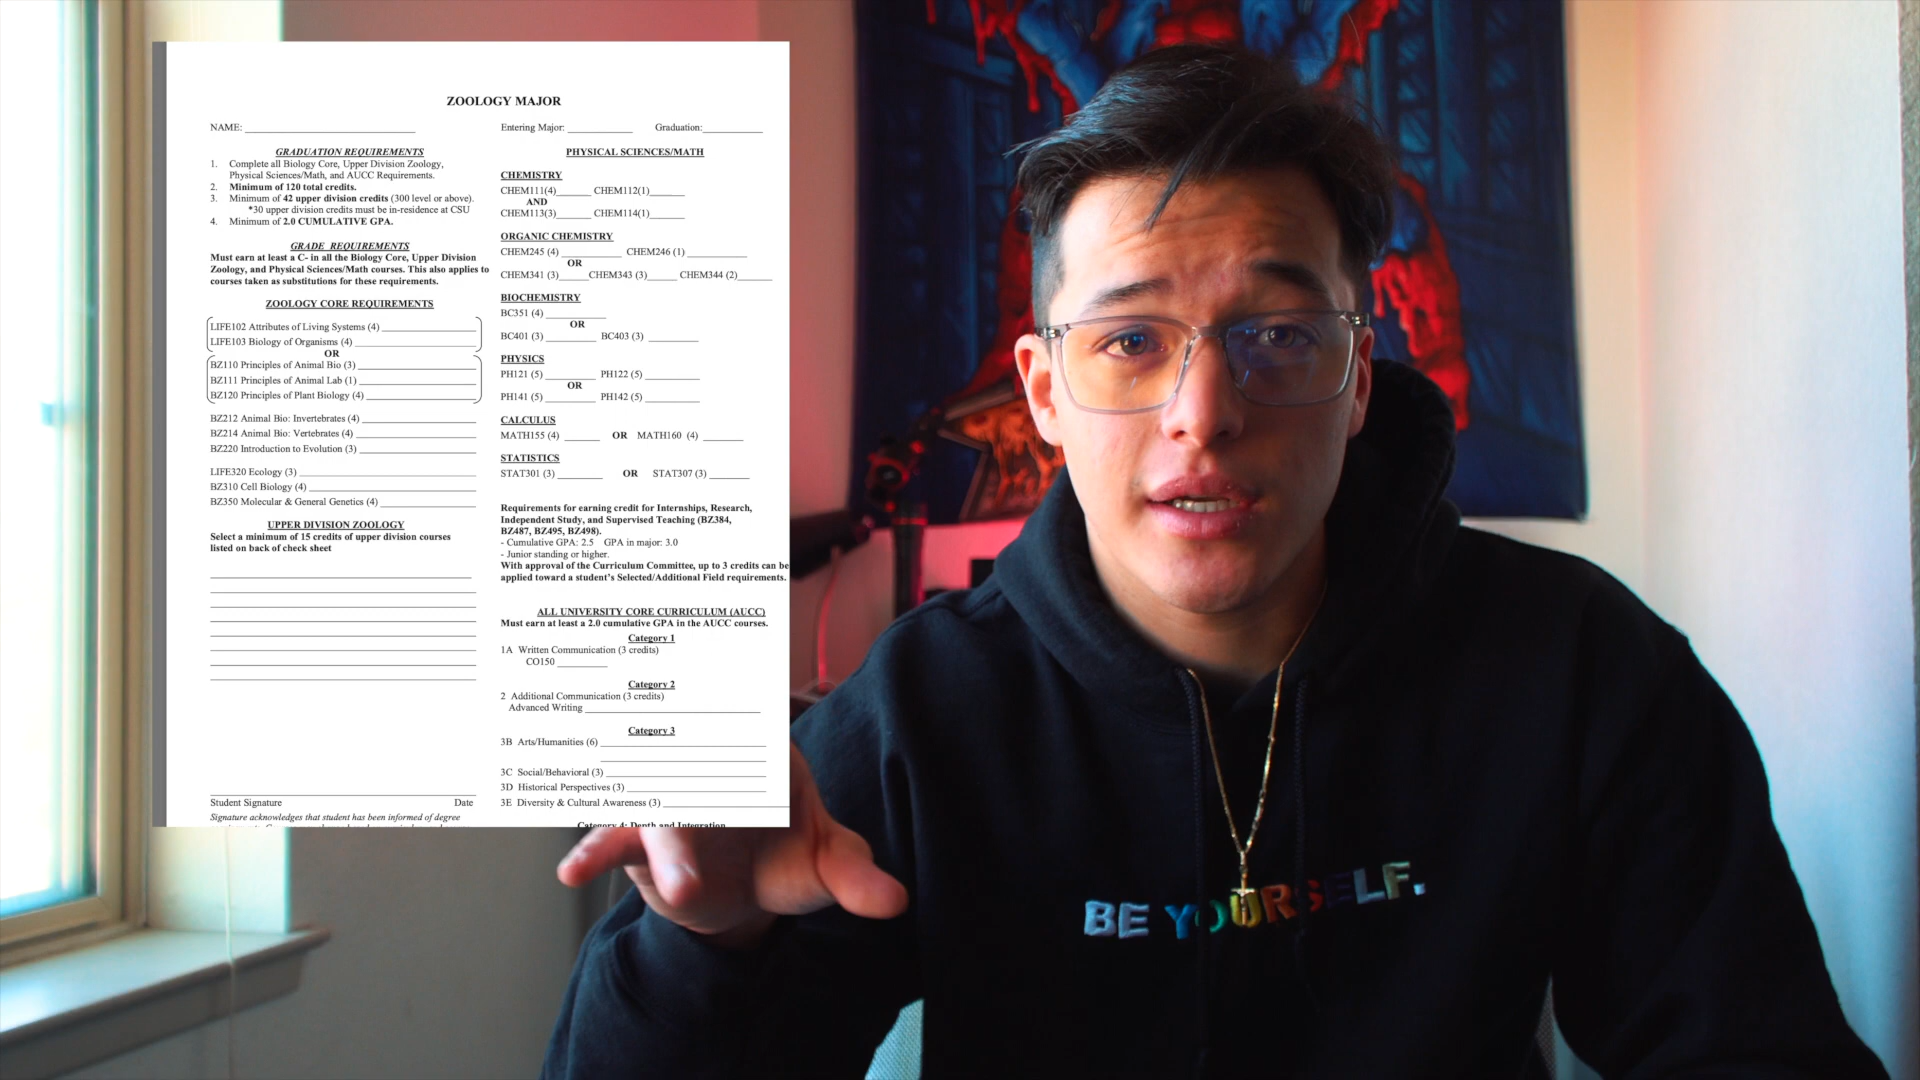 ZOOLOGY MAJOR
NAME:
Entering Major: Graduation:
GRADUATION REQUIREMENTS
1. Complete all Biology Core, Upper Division Zoology,
Physical Sciences/Math, and AUCC Requirements.
2. Minimum of 120 total credits.
3. Minimum of 42 upper division credits (300 level or above).
*30 upper division credits must be in-residence at CSU
4. Minimum of 2.0 CUMULATIVE GPA.
GRADE REQUIREMENTS
Must earn at least a C- in all the Biology Core, Upper Division
Zoology, and Physical Sciences/Math courses. This also applies to
courses taken as substitutions for these requirements.
ZOOLOGY CORE REQUIREMENTS
LIFE102 Attributes of Living Systems (4)
LIFE103 Biology of Organisms (4)
OR
BZ110 Principles of Animal Bio (3)
BZ111 Principles of Animal Lab (1)
BZ120 Principles of Plant Biology (4)
BZ212 Animal Bio: Invertebrates (4)
BZ214 Animal Bio: Vertebrates (4)
BZ220 Introduction to Evolution (3)
LIFE320 Ecology (3)
BZ310 Cell Biology (4)
BZ350 Molecular & General Genetics (4)
UPPER DIVISION ZOOLOGY
Select a minimum of 15 credits of upper division courses
listed on back of check sheet
Student Signature Date
Signature acknowledges that student has been informed of degree
PHYSICAL SCIENCES/MATH
CHEMISTRY
CHEM111(4) CHEM112(1)
AND
CHEM113(3) CHEM114(1)
ORGANIC CHEMISTRY
CHEM245 (4) CHEM246 (1)
OR
CHEM341 (3) CHEM343 (3) CHEM344 (2)
BIOCHEMISTRY
BC351 (4)
OR
BC401 (3) BC403 (3)
PHYSICS
PH121 (5) PH122 (5)
OR
PH141 (5) PH142 (5)
CALCULUS
MATH155 (4) OR MATH160 (4)
STATISTICS
STAT301 (3) OR STAT307 (3)
Requirements for earning credit for Internships, Research,
Independent Study, and Supervised Teaching (BZ384,
BZ487, BZ495, BZ498).
- Cumulative GPA: 2.5 GPA in major: 3.0
- Junior standing or higher.
With approval of the Curriculum Committee, up to 3 credits can be
applied toward a student's Selected/Additional Field requirements.
ALL UNIVERSITY CORE CURRICULUM (AUCC)
Must earn at least a 2.0 cumulative GPA in the AUCC courses.
Category 1
1A Written Communication (3 credits)
CO150
Category 2
2 Additional Communication (3 credits)
Advanced Writing
Category 3
3B Arts/Humanities (6)
3C Social/Behavioral (3)
3D Historical Perspectives (3)
3E Diversity & Cultural Awareness (3)
Category 4: Depth and Integration
BE YOURSELF.